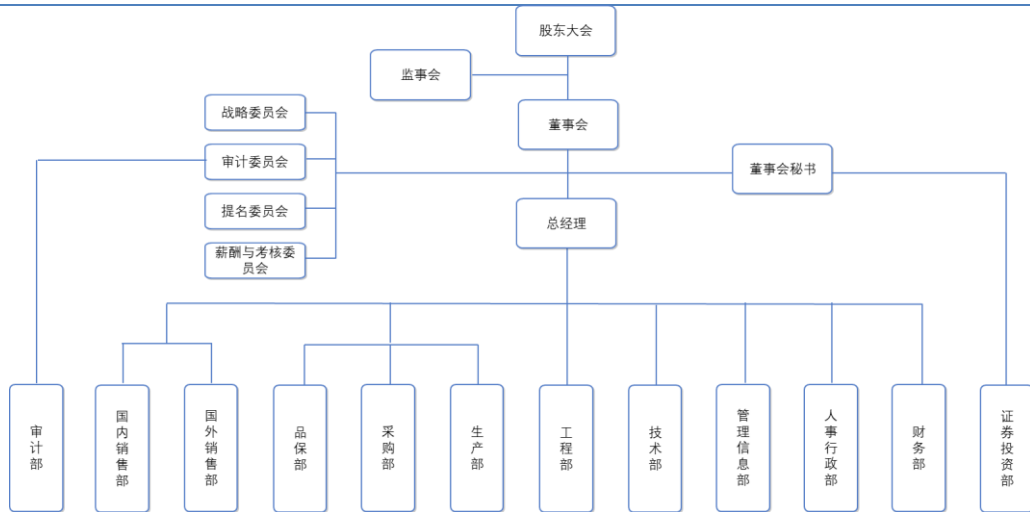 股东大会
监事会
战略委员会
董事会
审计委员会
董事会秘书
提名委员会
总经理
薪酬与考核委
员会
审计部
国内销售部
国外销售部
品保部
采购部
生产部
工程部
技术部
管理信息部
人事行政部
财务部
证券投资部